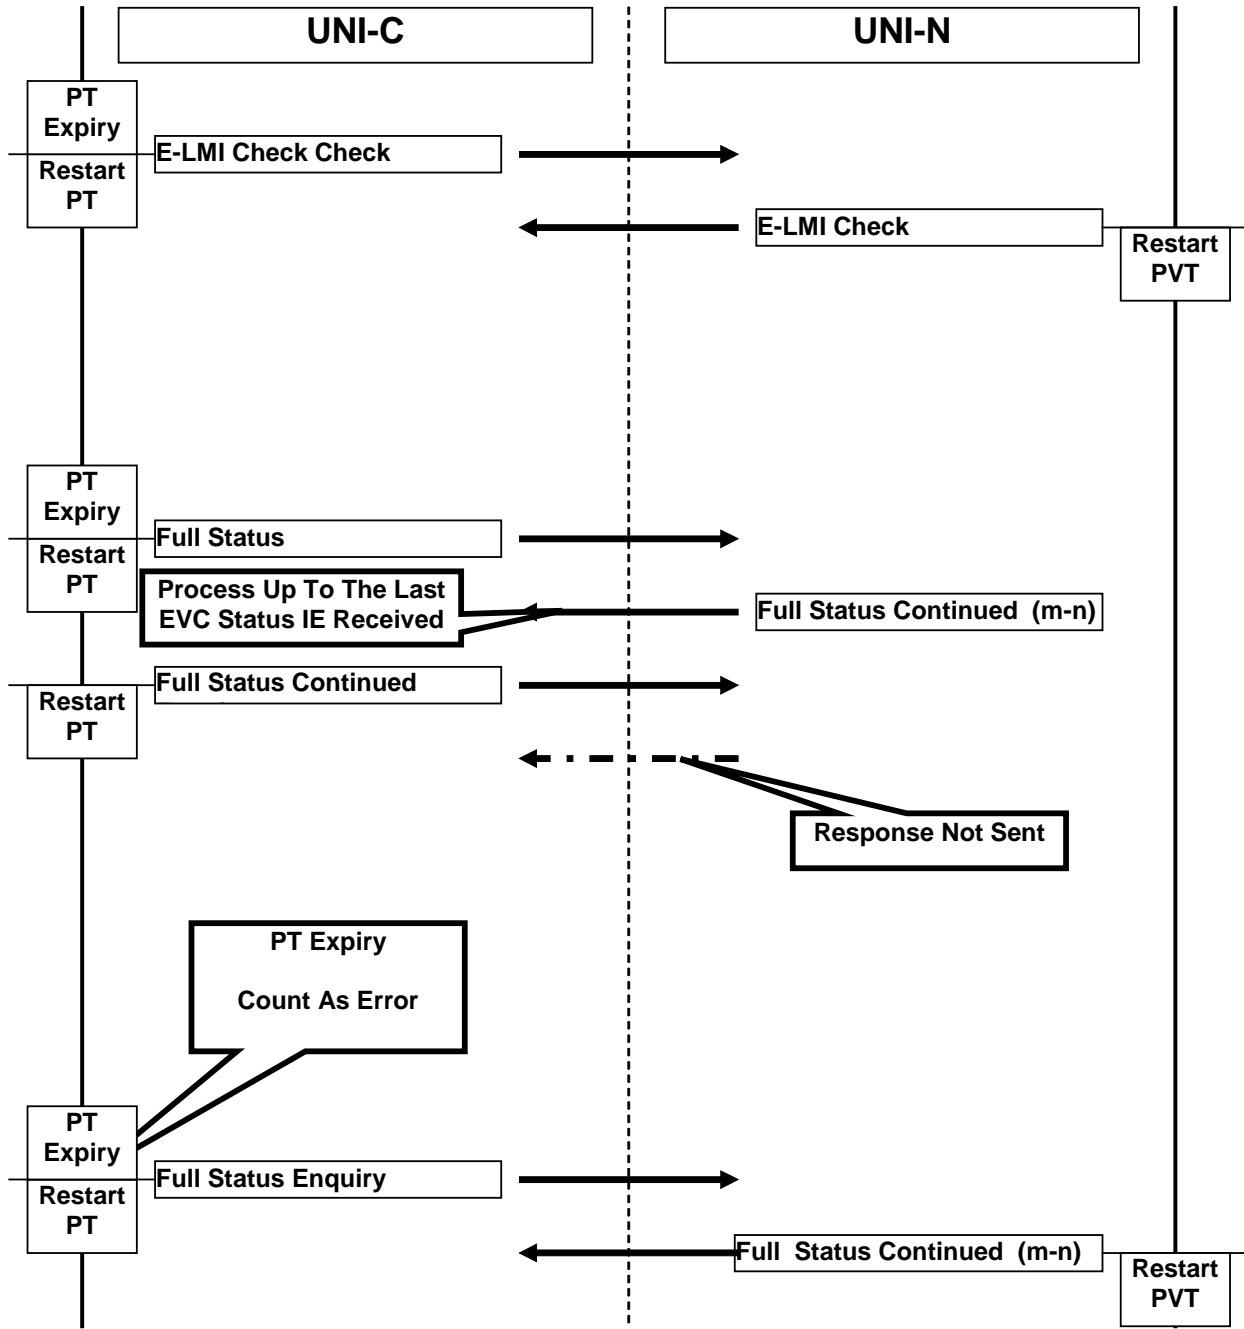 UNI-C
UNI-N
PT
Expiry
Restart
PT
E-LMI Check Check
E-LMI Check
Restart
PVT
PT
Expiry
Restart
PT
Full Status
Process Up To The Last
EVC Status IE Received
Full Status Continued (m-n)
Full Status Continued
Restart
PT
Response Not Sent
PT Expiry
Count As Error
PT
Expiry
Restart
PT
Full Status Enquiry
Full Status Continued (m-n)
Restart
PVT